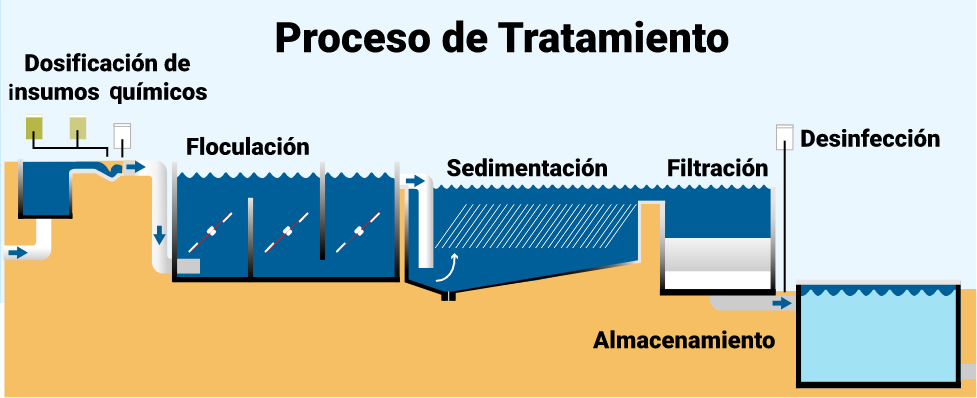 Proceso de Tratamiento
Dosificación de
insumos químicos
Floculación
Sedimentación
Filtración
Desinfección
Almacenamiento